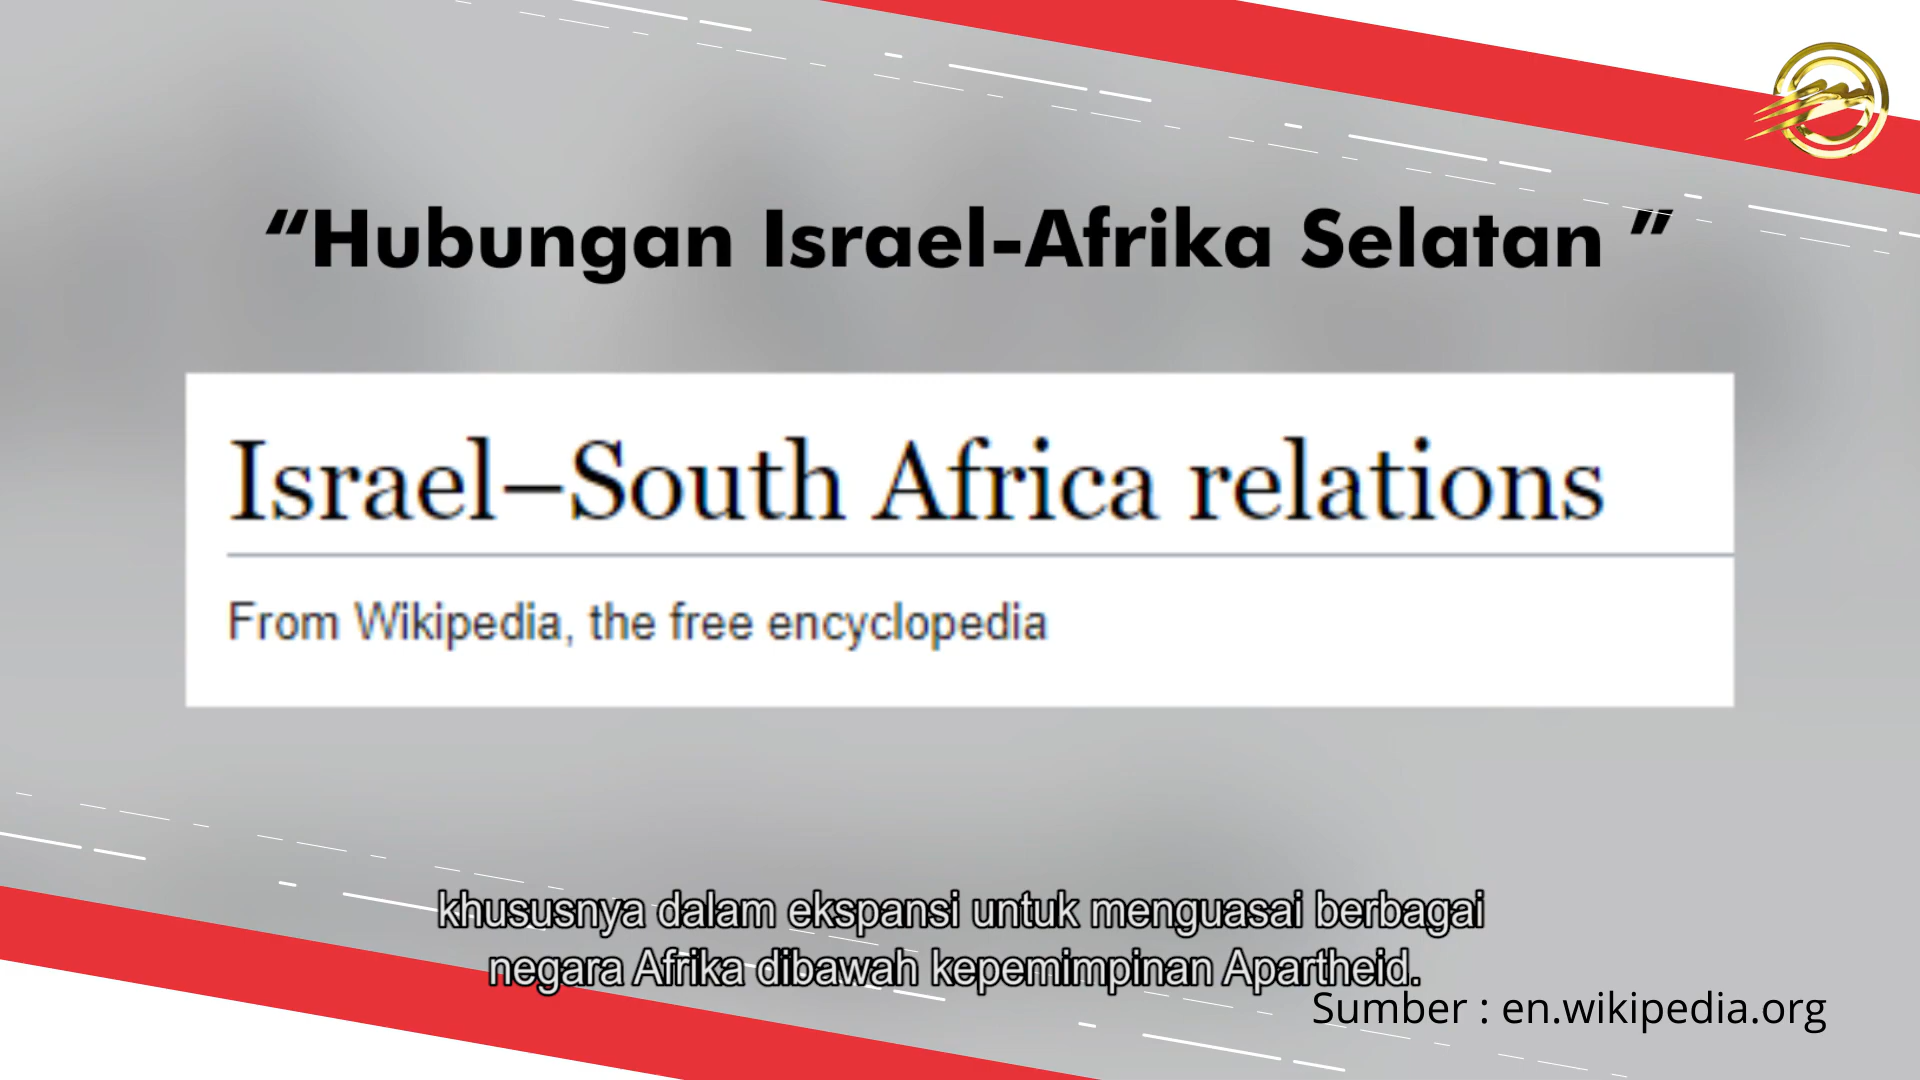 “Hubungan Israel-Afrika Selatan ”
Israel–South Africa relations
From Wikipedia, the free encyclopedia
khususnya dalam ekspansi untuk menguasai berbagai
negara Afrika dibawah kepemimpinan Apartheid.
Sumber : en.wikipedia.org